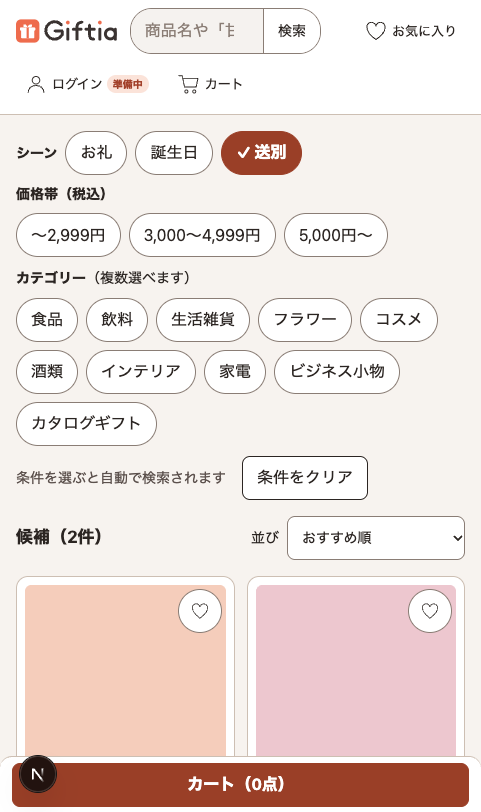 Giftia
商品名や「
検索
お気に入り
ログイン 準備中
カート
シーン お礼 誕生日 ✓ 送別
価格帯（税込）
〜2,999円 3,000〜4,999円 5,000円〜
カテゴリー（複数選べます）
食品 飲料 生活雑貨 フラワー コスメ
酒類 インテリア 家電 ビジネス小物
カタログギフト
条件を選ぶと自動で検索されます 条件をクリア
候補（2件） 並び おすすめ順
N
カート（0点）